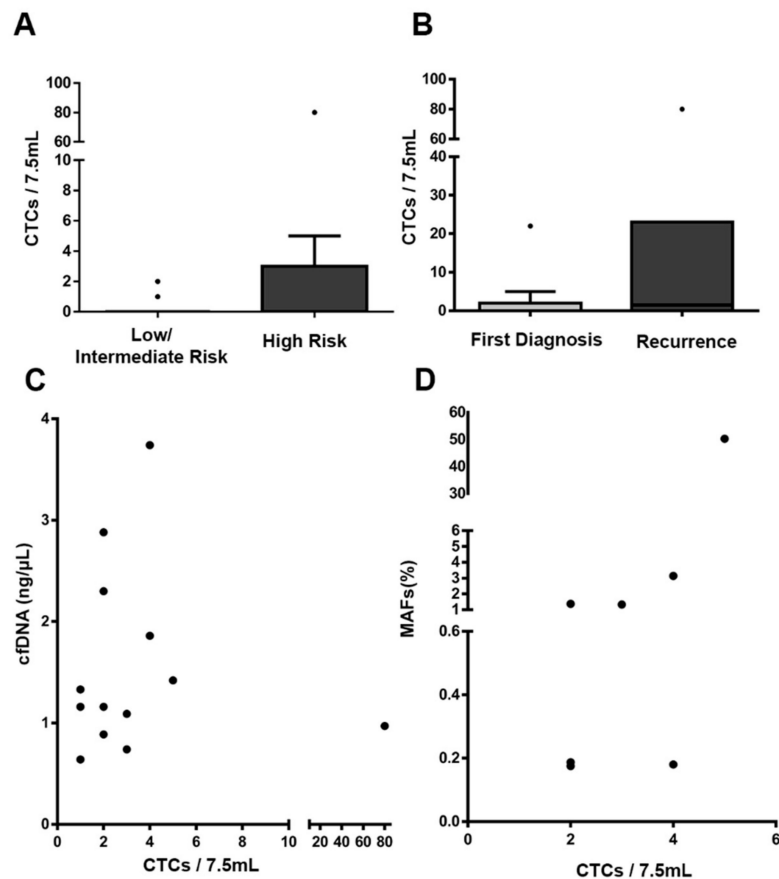 A
CTCs / 7.5mL
100
80
60
10
8
6
4
2
0
Low/
Intermediate Risk
High Risk
B
CTCs / 7.5mL
100
80
60
40
30
20
10
0
First Diagnosis
Recurrence
C
cfDNA (ng/µL)
4
3
2
1
0
0 2 4 6 8 10 20 40 60 80
CTCs / 7.5mL
D
MAFs(%)
60
50
40
30
6
5
4
3
2
1
0.6
0.4
0.2
0.0
0 2 4 6
CTCs / 7.5mL